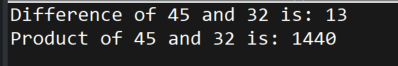 Difference of 45 and 32 is: 13
Product of 45 and 32 is: 1440